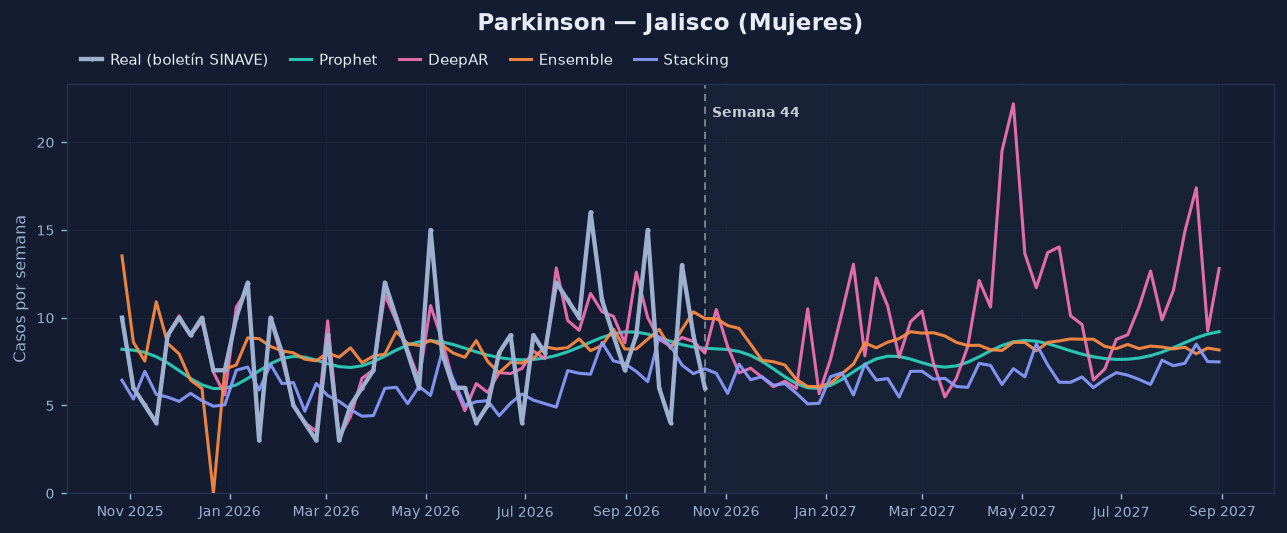 Parkinson — Jalisco (Mujeres)
Real (boletín SINAVE) Prophet DeepAR Ensemble Stacking
Semana 44
Casos por semana
20
15
10
5
0
Nov 2025 Jan 2026 Mar 2026 May 2026 Jul 2026 Sep 2026 Nov 2026 Jan 2027 Mar 2027 May 2027 Jul 2027 Sep 2027